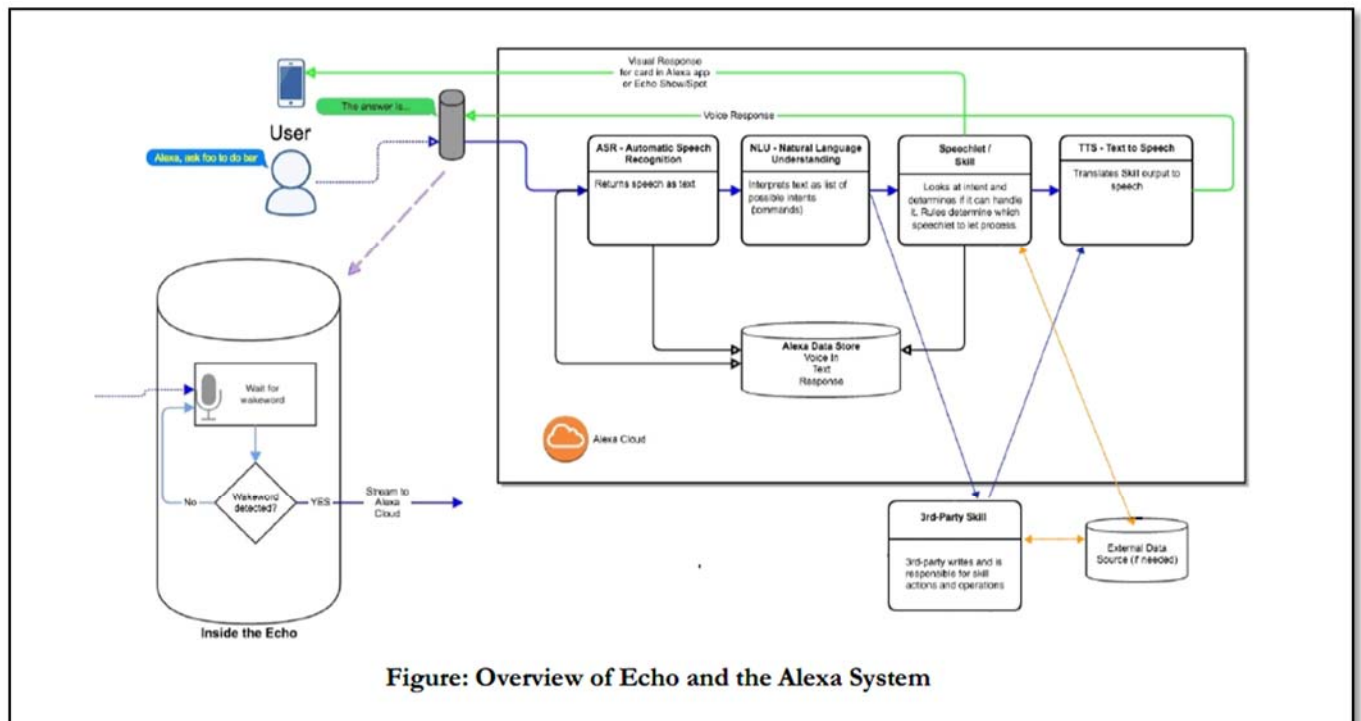 Visual Response
for card in Alexa app
or Echo Show/Spot
The answer is...
Voice Response
User
Alexa, ask foo to do bar
ASR - Automatic Speech
Recognition
Returns speech as text
NLU - Natural Language
Understanding
Interprets text as list of
possible intents
(commands)
Speechlet /
Skill
Looks at intent and
determines if it can handle
it. Rules determine which
speechlet to let process.
TTS - Text to Speech
Translates Skill output to
speech
Alexa Data Store
Voice In
Text
Response
Alexa Cloud
Wait for
wakeword
Wakeword
detected?
No
YES
Stream to
Alexa
Cloud
Inside the Echo
3rd-Party Skill
3rd-party writes and is
responsible for skill
actions and operations
External Data
Source (if needed)
Figure: Overview of Echo and the Alexa System